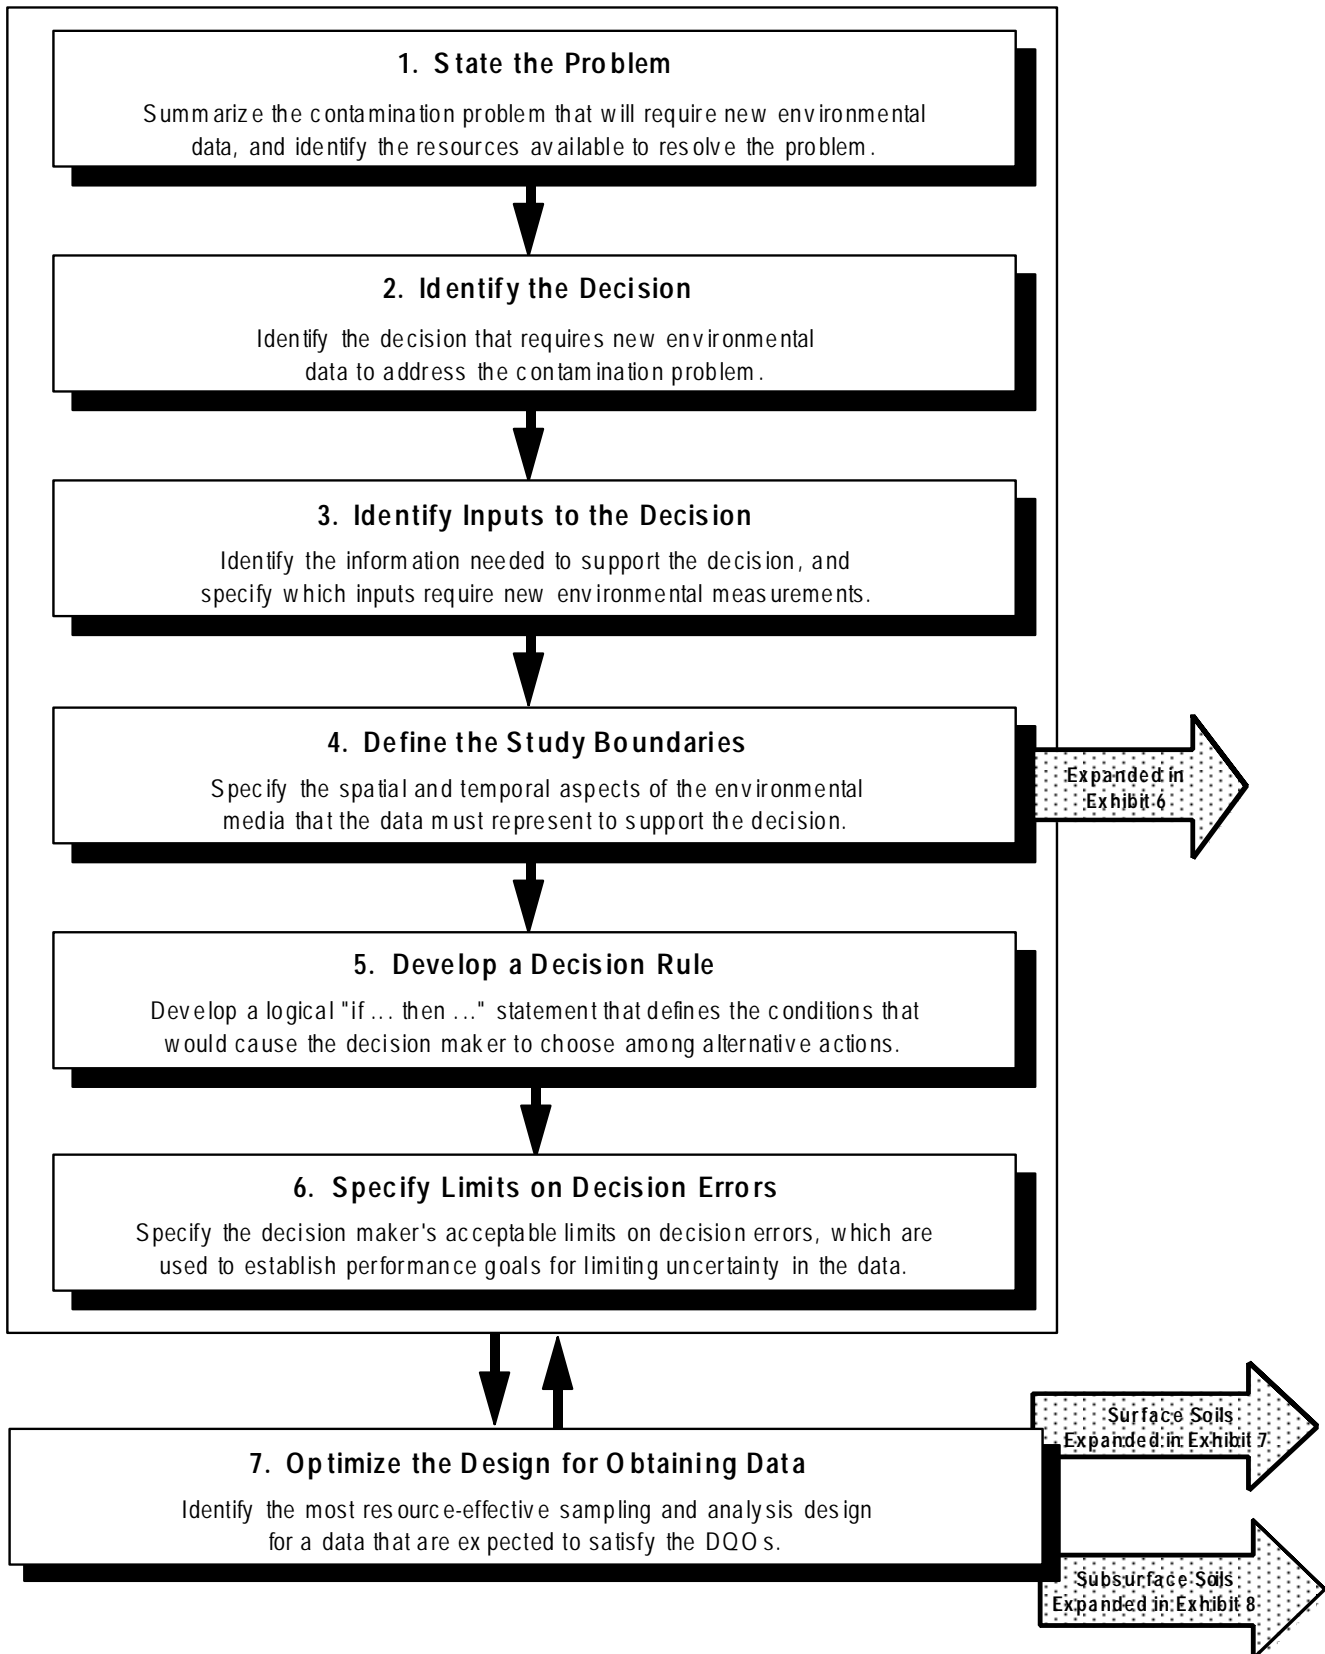 1. State the Problem
Summarize the contamination problem that will require new environmental
data, and identify the resources available to resolve the problem.
2. Identify the Decision
Identify the decision that requires new environmental
data to address the contamination problem.
3. Identify Inputs to the Decision
Identify the information needed to support the decision, and
specify which inputs require new environmental measurements.
4. Define the Study Boundaries
Specify the spatial and temporal aspects of the environmental
media that the data must represent to support the decision.
Expanded in
Exhibit 6
5. Develop a Decision Rule
Develop a logical "if ... then ..." statement that defines the conditions that
would cause the decision maker to choose among alternative actions.
6. Specify Limits on Decision Errors
Specify the decision maker's acceptable limits on decision errors, which are
used to establish performance goals for limiting uncertainty in the data.
7. Optimize the Design for Obtaining Data
Identify the most resource-effective sampling and analysis design
for a data that are expected to satisfy the DQOs.
Surface Soils
Expanded in Exhibit 7
Subsurface Soils
Expanded in Exhibit 8